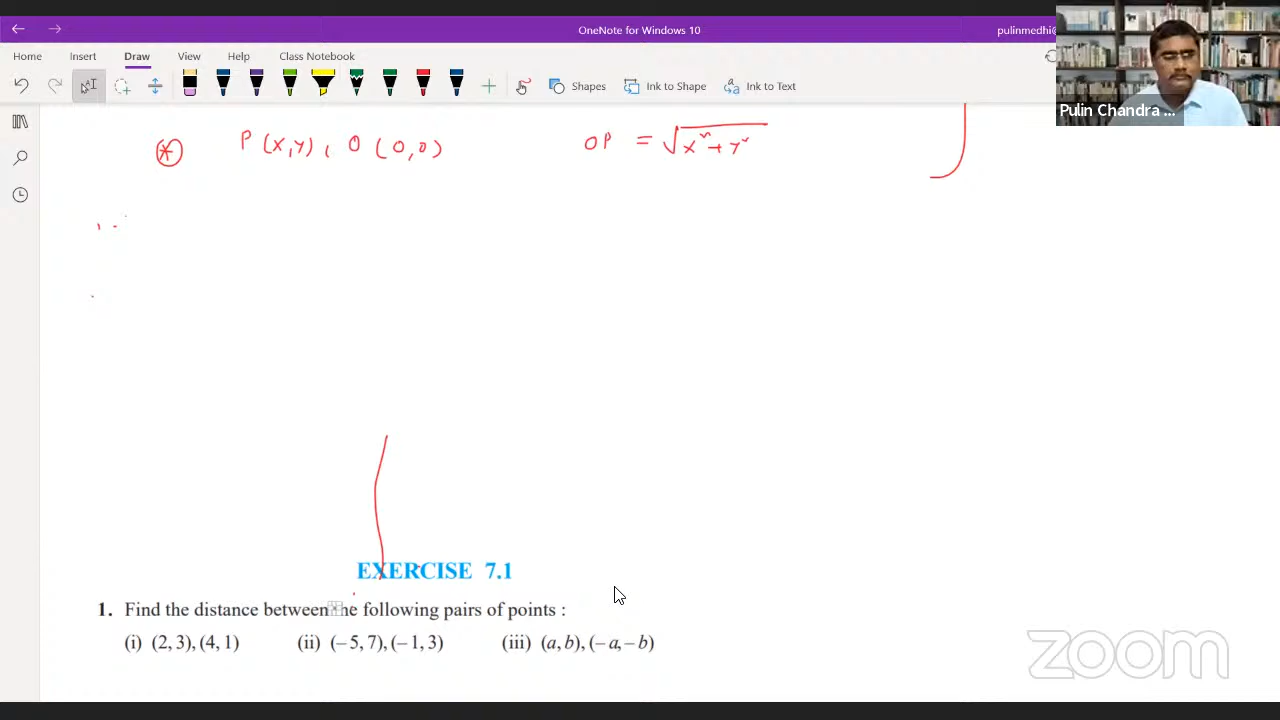 OneNote for Windows 10
pulinmedhi@
Home Insert Draw View Help Class Notebook
Shapes Ink to Shape Ink to Text
Pulin Chandra ...
P (x, y), O (0, 0) OP = √x² + y²
EXERCISE 7.1
1. Find the distance between he following pairs of points :
(i) (2, 3), (4, 1) (ii) (– 5, 7), (– 1, 3) (iii) (a, b), (– a, – b)
zoom